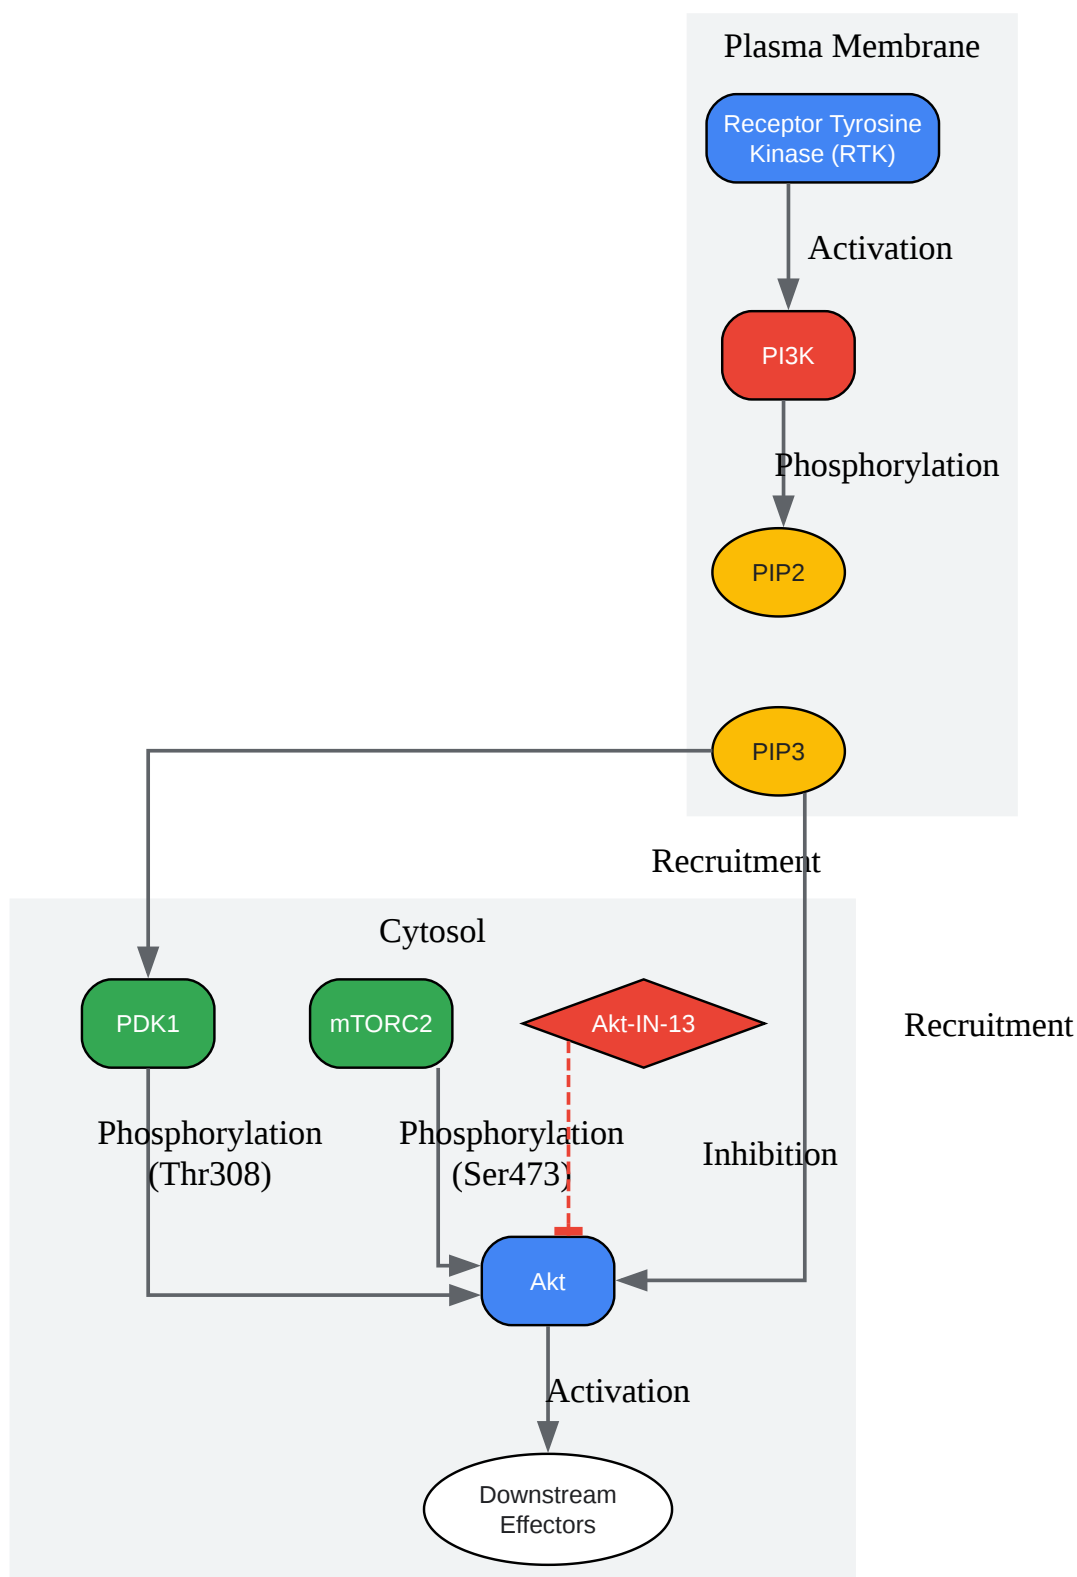 Plasma Membrane
Receptor Tyrosine
Kinase (RTK)
Activation
PI3K
Phosphorylation
PIP2
PIP3
Recruitment
Cytosol
PDK1
mTORC2
Akt-IN-13
Recruitment
Phosphorylation
(Thr308)
Phosphorylation
(Ser473)
Inhibition
Akt
Activation
Downstream
Effectors